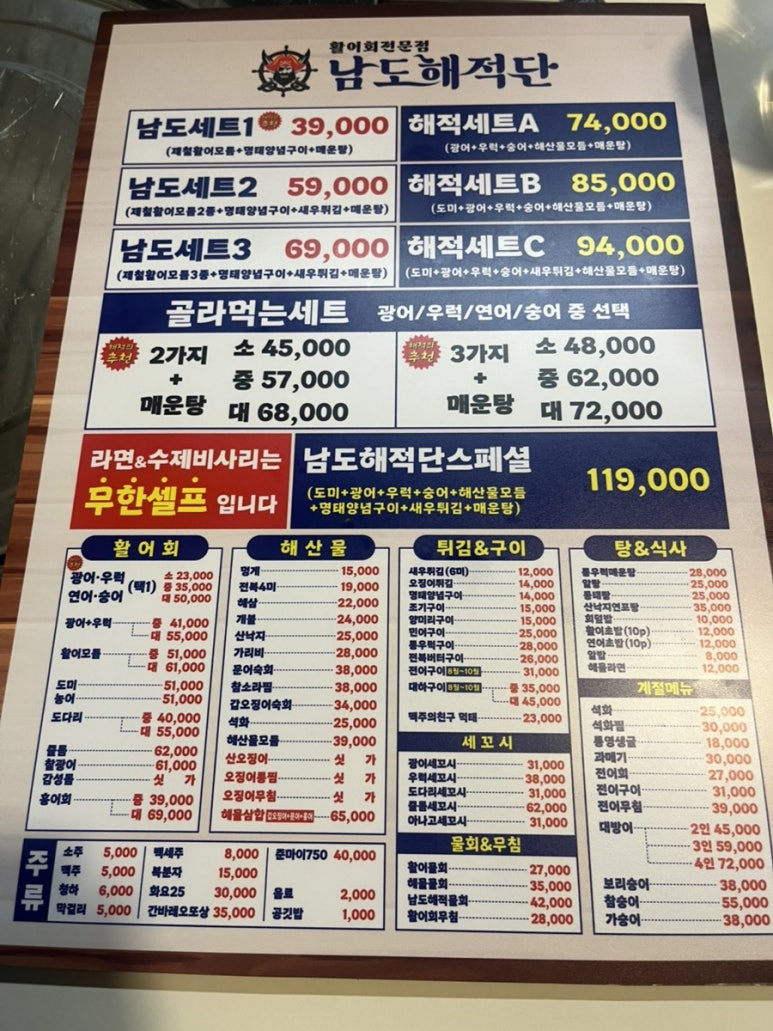 활어회전문점
남도해적단
남도세트1 추천 39,000
(제철활어모듬+명태양념구이+매운탕)
해적세트A 74,000
(광어+우럭+숭어+해산물모듬+매운탕)
남도세트2 59,000
(제철활어모듬2종+명태양념구이+새우튀김+매운탕)
해적세트B 85,000
(도미+광어+우럭+숭어+해산물모듬+매운탕)
남도세트3 69,000
(제철활어모듬3종+명태양념구이+새우튀김+매운탕)
해적세트C 94,000
(도미+광어+우럭+숭어+새우튀김+해산물모듬+매운탕)
골라먹는세트 광어/우럭/연어/숭어 중 선택
해적의 추천
2가지 + 매운탕
소 45,000
중 57,000
대 68,000
해적의 추천
3가지 + 매운탕
소 48,000
중 62,000
대 72,000
라면&수제비사리는
무한셀프 입니다
남도해적단스페셜 119,000
(도미+광어+우럭+숭어+해산물모듬
+명태양념구이+새우튀김+매운탕)
활어회
광어·우럭
연어·숭어 (택1)
소 23,000
중 35,000
대 50,000
광어+우럭 중 41,000
대 55,000
활어모듬 중 51,000
대 61,000
도미 51,000
농어 51,000
도다리 중 40,000
대 55,000
줄돔 62,000
찰광어 61,000
감성돔 싯가
홍어회 중 39,000
대 69,000
해산물
멍게 15,000
전복4미 19,000
해삼 22,000
개불 24,000
산낙지 25,000
가리비 28,000
문어숙회 38,000
참소라찜 38,000
갑오징어숙회 34,000
석화 25,000
해산물모듬 39,000
산오징어 싯가
오징어통찜 싯가
오징어무침 싯가
해물삼합 갑오징어+문어+홍어 65,000
튀김&구이
새우튀김(6미) 12,000
오징어튀김 14,000
명태양념구이 14,000
조기구이 15,000
양미리구이 15,000
민어구이 25,000
통우럭구이 28,000
전복버터구이 26,000
전어구이 8월~10월 31,000
대하구이 8월~10월 중 35,000
대 45,000
맥주의친구 먹태 23,000
세꼬시
광어세꼬시 31,000
우럭세꼬시 38,000
도다리세꼬시 31,000
줄돔세꼬시 62,000
아나고세꼬시 31,000
물회&무침
활어물회 27,000
해물물회 35,000
남도해적물회 42,000
활어회무침 28,000
탕&식사
통우럭매운탕 28,000
알탕 25,000
동태탕 25,000
산낙지연포탕 35,000
회덮밥 10,000
활어초밥(10p) 12,000
연어초밥(10p) 12,000
알밥 8,000
해물라면 12,000
계절메뉴
석화 25,000
석화찜 30,000
통영생굴 18,000
과메기 30,000
전어회 27,000
전어구이 31,000
전어무침 39,000
대방어 2인 45,000
3인 59,000
4인 72,000
보리숭어 38,000
참숭어 55,000
가숭어 38,000
주류
소주 5,000
맥주 5,000
청하 6,000
막걸리 5,000
백세주 8,000
복분자 15,000
화요25 30,000
간바레오또상 35,000
준마이750 40,000
음료 2,000
공깃밥 1,000